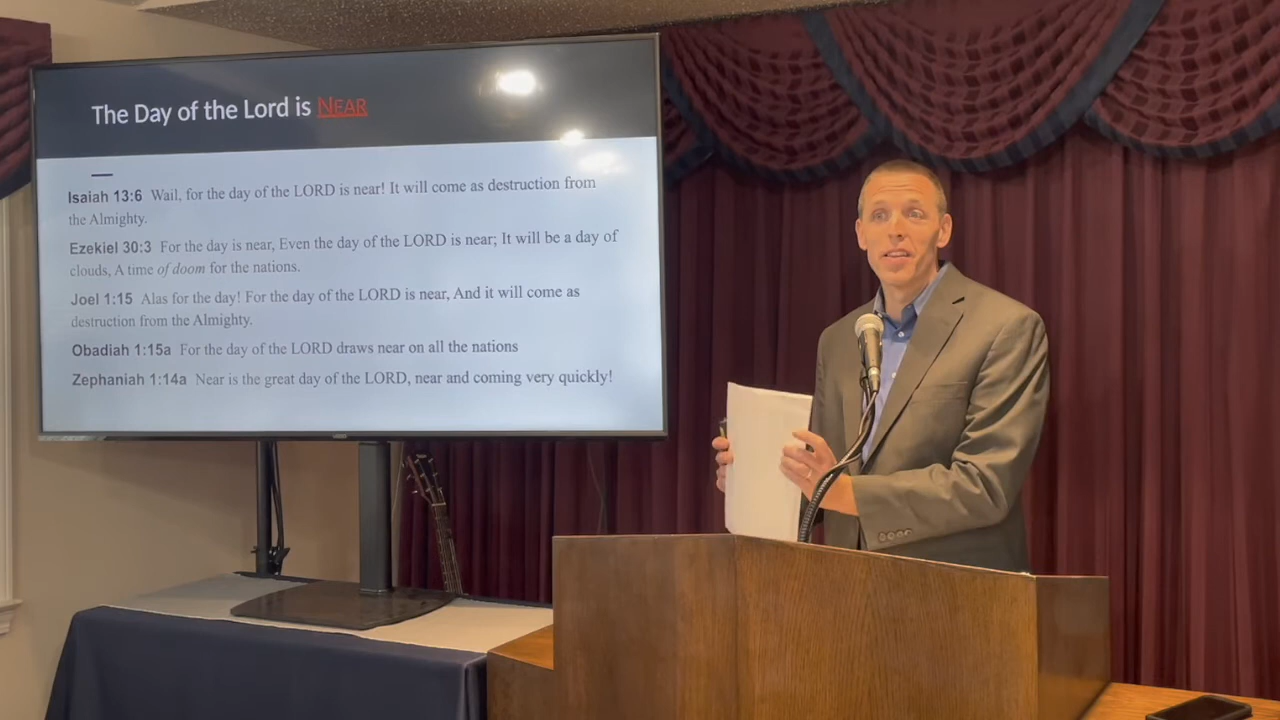 The Day of the Lord is NEAR
Isaiah 13:6 Wail, for the day of the LORD is near! It will come as destruction from
the Almighty.
Ezekiel 30:3 For the day is near, Even the day of the LORD is near; It will be a day of
clouds, A time of doom for the nations.
Joel 1:15 Alas for the day! For the day of the LORD is near, And it will come as
destruction from the Almighty.
Obadiah 1:15a For the day of the LORD draws near on all the nations
Zephaniah 1:14a Near is the great day of the LORD, near and coming very quickly!